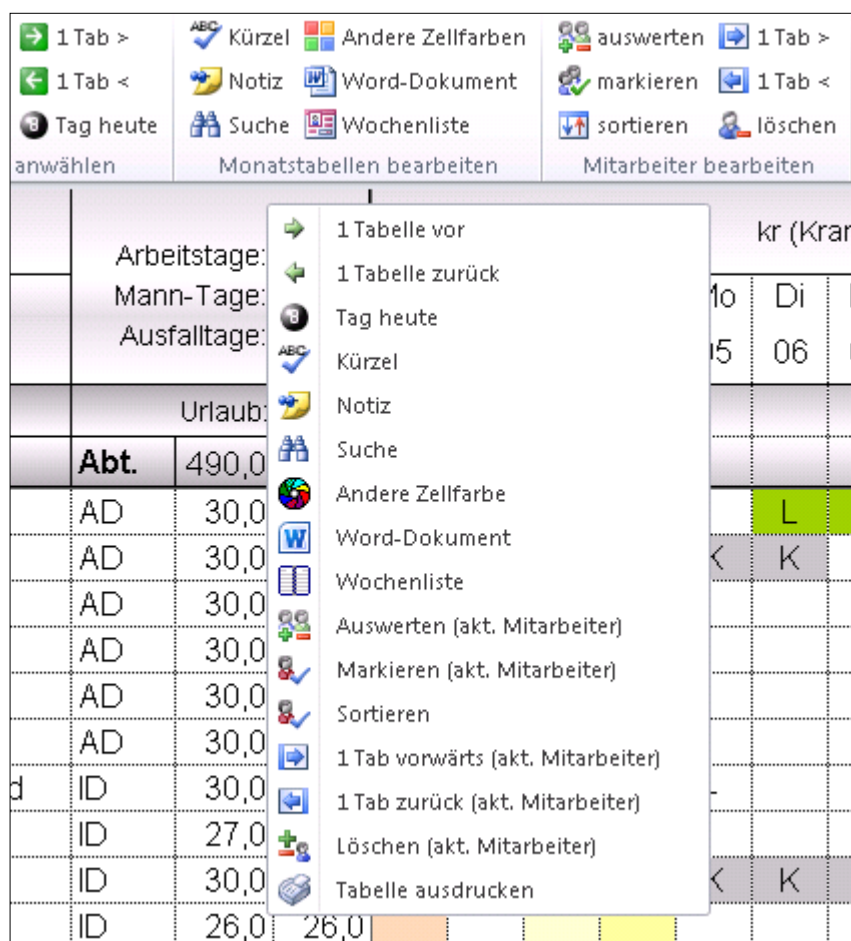 1 Tab > Kürzel Andere Zellfarben auswerten 1 Tab >
1 Tab < Notiz Word-Dokument markieren 1 Tab <
Tag heute Suche Wochenliste sortieren löschen
anwählen Monatstabellen bearbeiten Mitarbeiter bearbeiten
Arbeitstage:
Mann-Tage:
Ausfalltage:
Urlaub:
kr (Kran
Di
06
1 Tabelle vor
1 Tabelle zurück
Tag heute
Kürzel
Notiz
Suche
Andere Zellfarbe
Word-Dokument
Wochenliste
Auswerten (akt. Mitarbeiter)
Markieren (akt. Mitarbeiter)
Sortieren
1 Tab vorwärts (akt. Mitarbeiter)
1 Tab zurück (akt. Mitarbeiter)
Löschen (akt. Mitarbeiter)
Tabelle ausdrucken
Abt. 490,0
AD 30,0 L
AD 30,0 K K
AD 30,0
AD 30,0
AD 30,0
AD 30,0
d ID 30,0
ID 27,0
ID 30,0 K K
ID 26,0 26,0